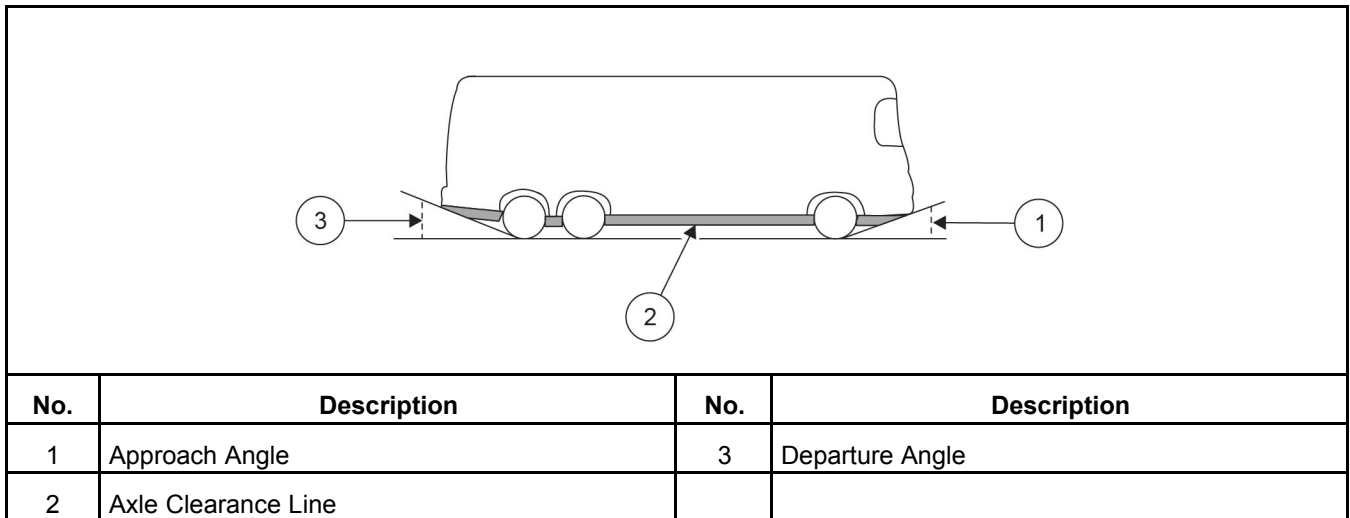 3
1
2
No. Description No. Description
1 Approach Angle 3 Departure Angle
2 Axle Clearance Line